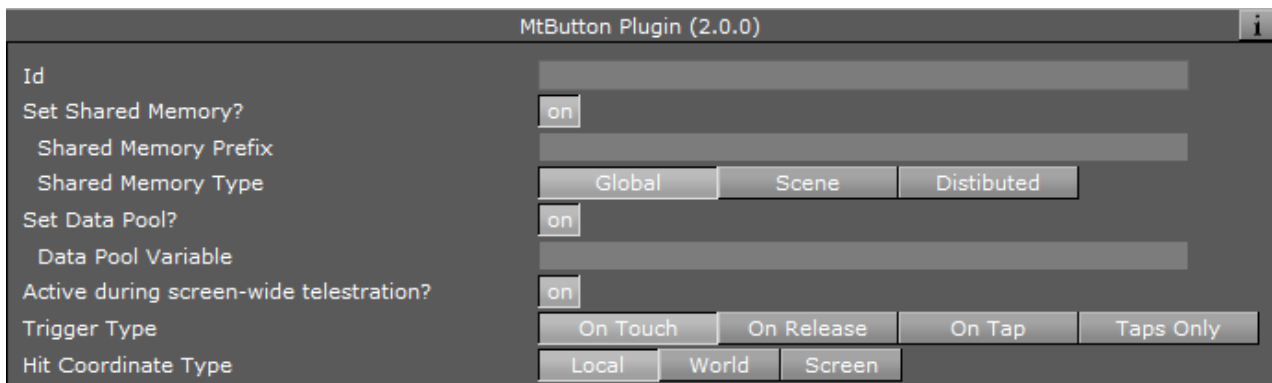 MtButton Plugin (2.0.0) i
Id
Set Shared Memory? on
Shared Memory Prefix
Shared Memory Type Global Scene Distibuted
Set Data Pool? on
Data Pool Variable
Active during screen-wide telestration? on
Trigger Type On Touch On Release On Tap Taps Only
Hit Coordinate Type Local World Screen